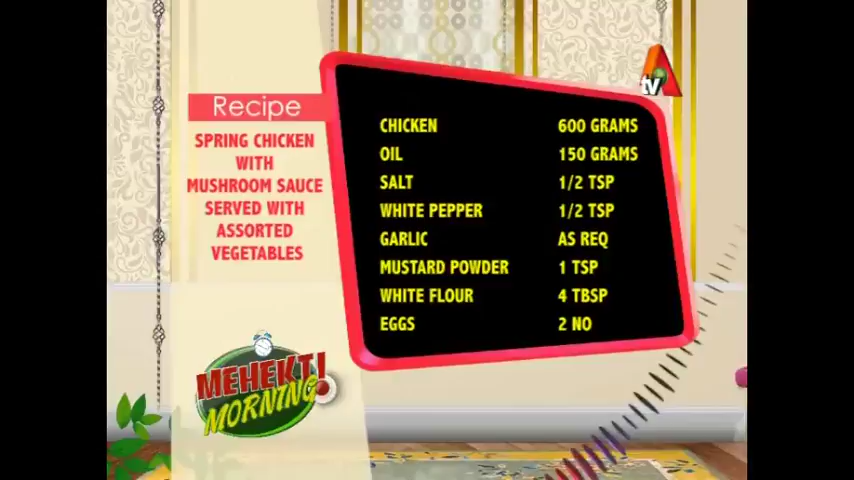 Recipe
SPRING CHICKEN
WITH
MUSHROOM SAUCE
SERVED WITH
ASSORTED
VEGETABLES
CHICKEN 600 GRAMS
OIL 150 GRAMS
SALT 1/2 TSP
WHITE PEPPER 1/2 TSP
GARLIC AS REQ
MUSTARD POWDER 1 TSP
WHITE FLOUR 4 TBSP
EGGS 2 NO
A
tv
MEHEKTI
MORNING